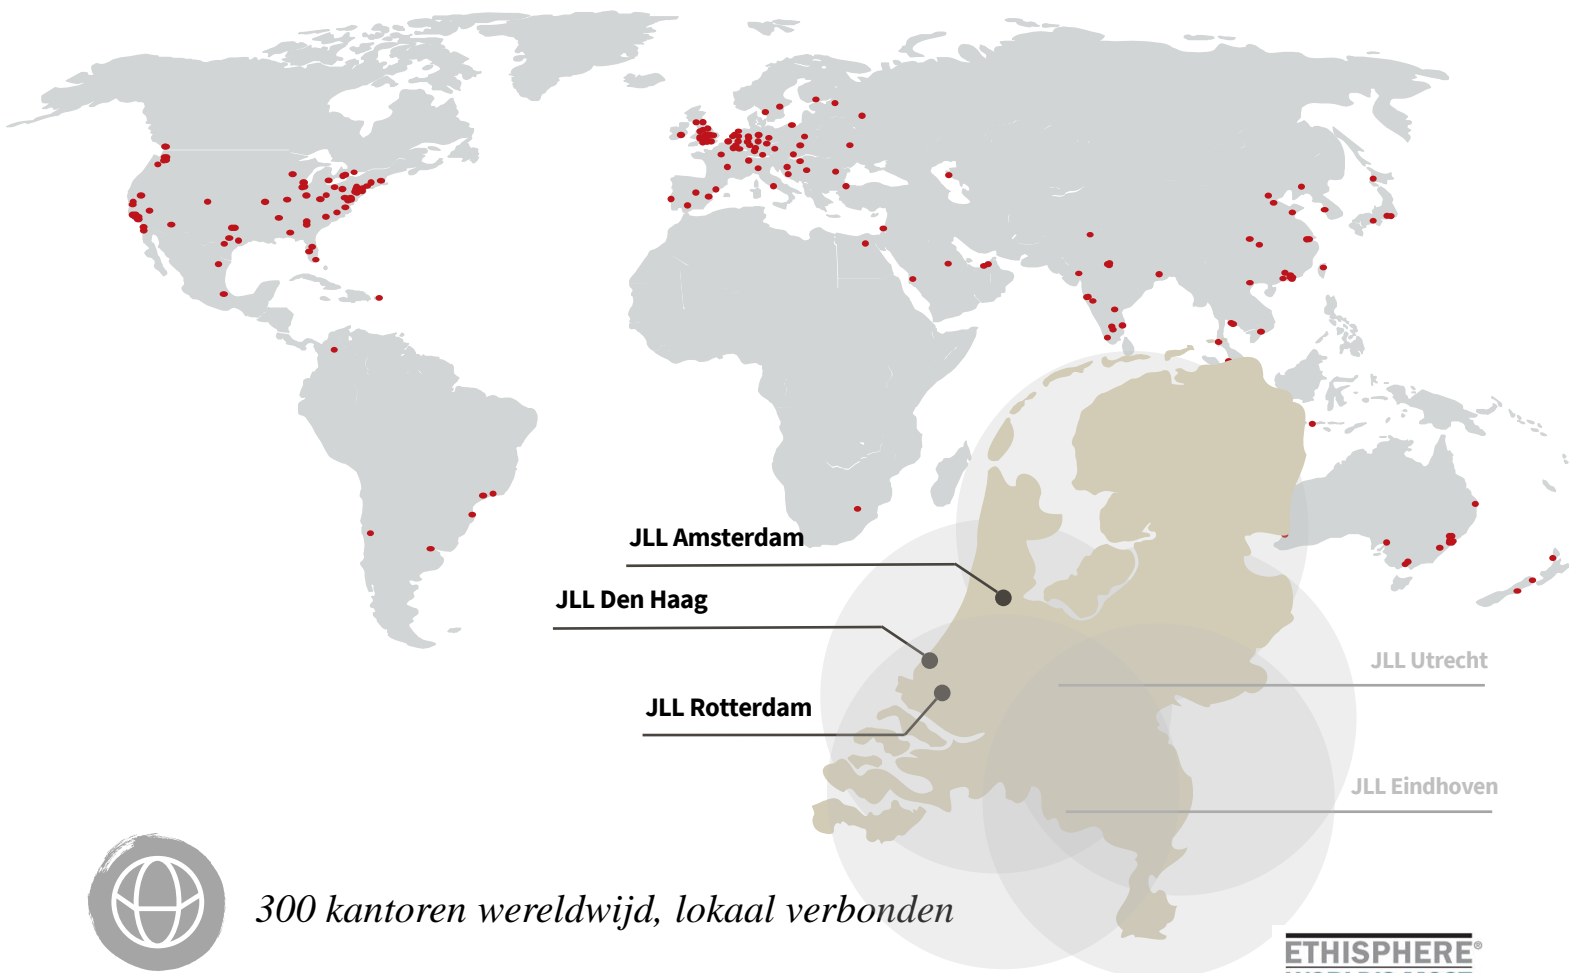 JLL Amsterdam
JLL Den Haag
JLL Utrecht
JLL Rotterdam
JLL Eindhoven
300 kantoren wereldwijd, lokaal verbonden
ETHISPHERE®